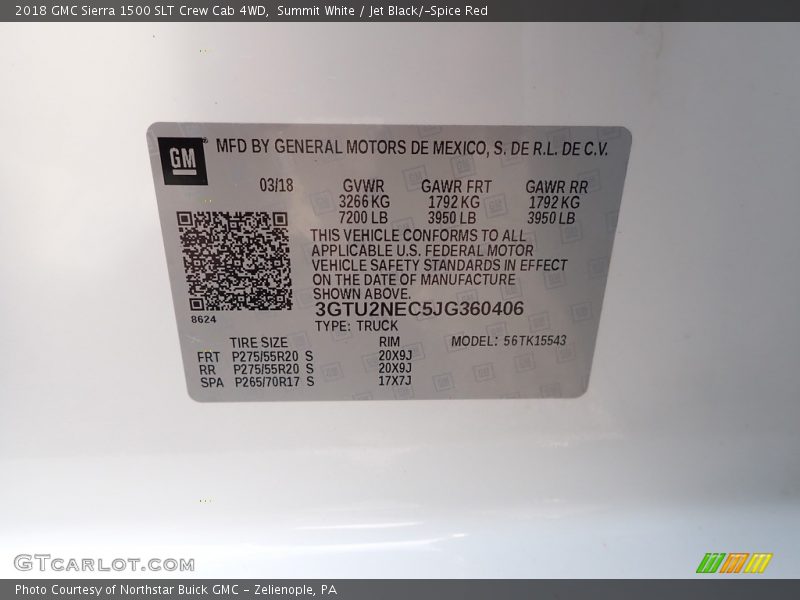 2018 GMC Sierra 1500 SLT Crew Cab 4WD,  Summit White / Jet Black/­Spice Red
GM® MFD BY GENERAL MOTORS DE MEXICO, S. DE R.L. DE C.V.
03/18 GVWR GAWR FRT GAWR RR
3266 KG 1792 KG 1792 KG
7200 LB 3950 LB 3950 LB
THIS VEHICLE CONFORMS TO ALL
APPLICABLE U.S. FEDERAL MOTOR
VEHICLE SAFETY STANDARDS IN EFFECT
ON THE DATE OF MANUFACTURE
SHOWN ABOVE.
3GTU2NEC5JG360406
8624
TYPE: TRUCK
TIRE SIZE RIM MODEL: 56TK15543
FRT P275/55R20 S 20X9J
RR P275/55R20 S 20X9J
SPA P265/70R17 S 17X7J
GTCARLOT.COM
Photo Courtesy of Northstar Buick GMC - Zelienople, PA